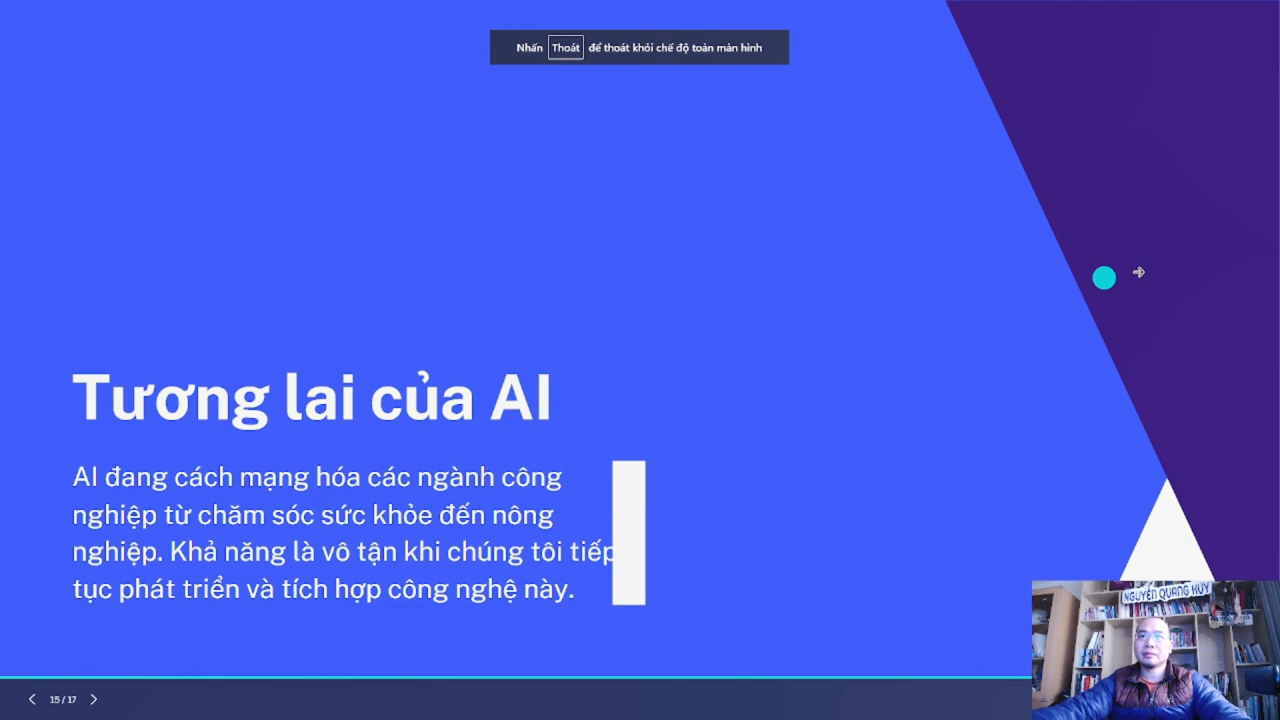 Nhấn Thoát để thoát khỏi chế độ toàn màn hình
Tương lai của AI
AI đang cách mạng hóa các ngành công
nghiệp từ chăm sóc sức khỏe đến nông
nghiệp. Khả năng là vô tận khi chúng tôi tiếp
tục phát triển và tích hợp công nghệ này.
15 / 17
NGUYỄN QUANG HUY